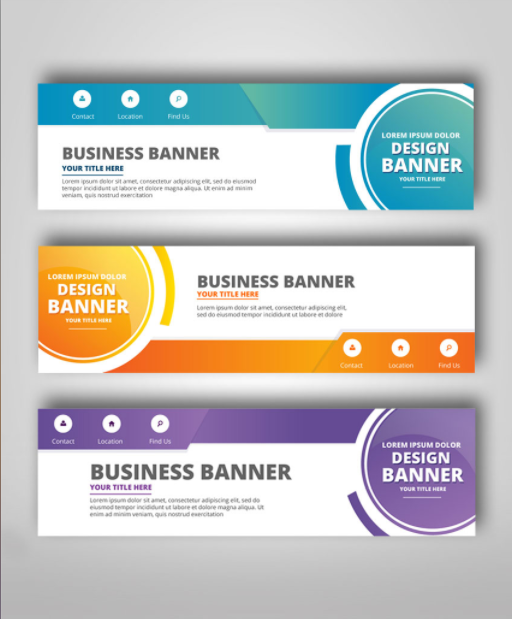 Contact Location Find Us
BUSINESS BANNER
YOUR TITLE HERE
Lorem ipsum dolor sit amet, consectetur adipiscing elit, sed do eiusmod
tempor incididunt ut labore et dolore magna aliqua. Ut enim ad minim
veniam, quis nostrud exercitation
LOREM IPSUM DOLOR
DESIGN
BANNER
YOUR TITLE HERE
LOREM IPSUM DOLOR
DESIGN
BANNER
YOUR TITLE HERE
BUSINESS BANNER
YOUR TITLE HERE
Lorem ipsum dolor sit amet, consectetur adipiscing elit,
sed do eiusmod tempor incididunt ut labore et dolore
Contact Location Find Us
Contact Location Find Us
BUSINESS BANNER
YOUR TITLE HERE
Lorem ipsum dolor sit amet, consectetur adipiscing elit, sed do
eiusmod tempor incididunt ut labore et dolore magna aliqua. Ut
enim ad minim veniam, quis nostrud exercitation
LOREM IPSUM DOLOR
DESIGN
BANNER
YOUR TITLE HERE